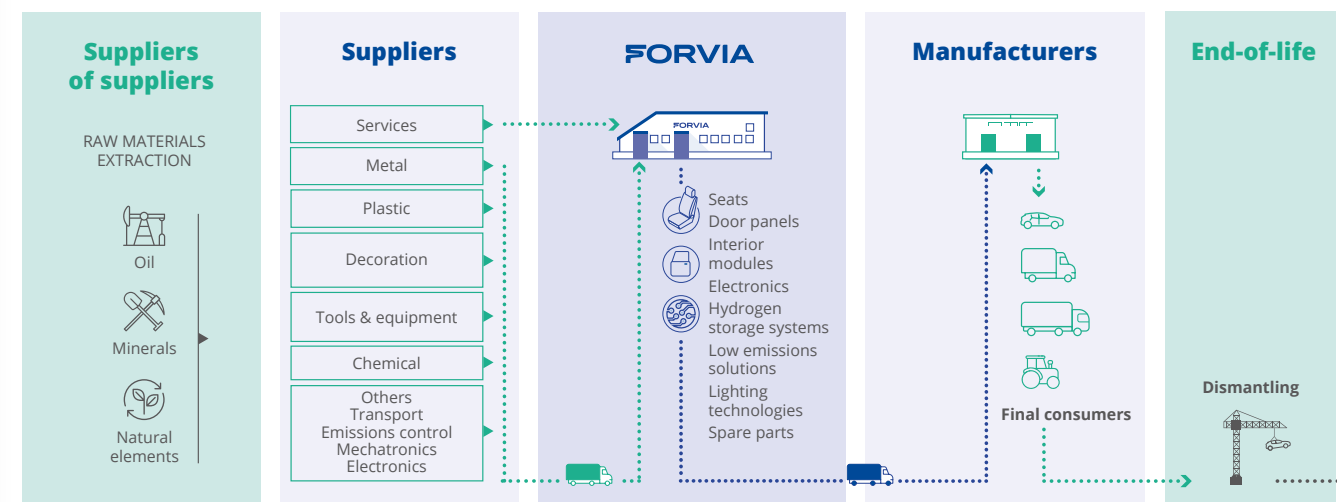 Suppliers
of suppliers
RAW MATERIALS
EXTRACTION
Oil
Minerals
Natural
elements
Suppliers
Services
Metal
Plastic
Decoration
Tools & equipment
Chemical
Others
Transport
Emissions control
Mechatronics
Electronics
FORVIA
FORVIA
Seats
Door panels
Interior
modules
Electronics
Hydrogen
storage systems
Low emissions
solutions
Lighting
technologies
Spare parts
Manufacturers
Final consumers
End-of-life
Dismantling